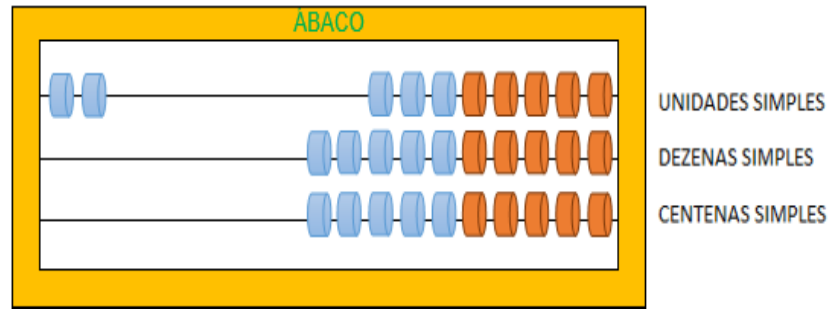 ÁBACO
UNIDADES SIMPLES
DEZENAS SIMPLES
CENTENAS SIMPLES